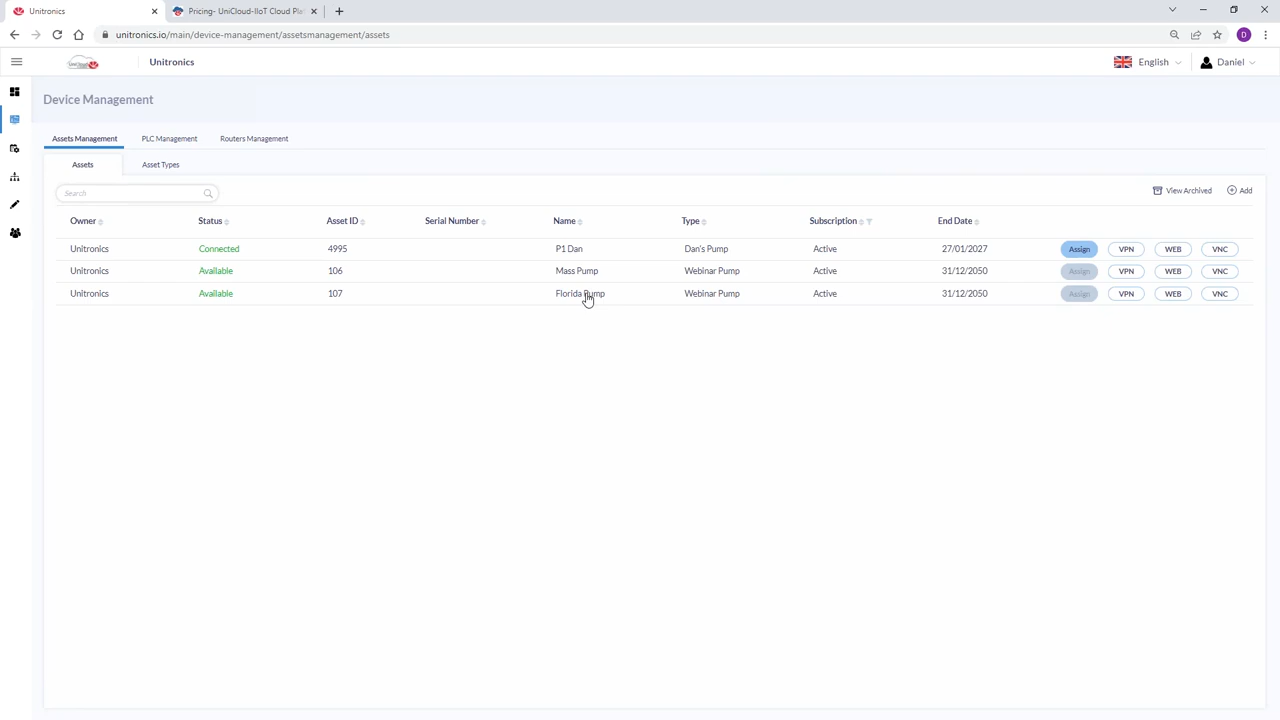 Unitronics
Pricing- UniCloud-IIoT Cloud Pla
unitronics.io/main/device-management/assetsmanagement/assets
D
Unitronics
English
Daniel
Device Management
Assets Management PLC Management Routers Management
Assets Asset Types
Search
View Archived Add
Owner Status Asset ID Serial Number Name Type Subscription End Date
Unitronics Connected 4995 P1 Dan Dan's Pump Active 27/01/2027 Assign VPN WEB VNC
Unitronics Available 106 Mass Pump Webinar Pump Active 31/12/2050 Assign VPN WEB VNC
Unitronics Available 107 Florida Pump Webinar Pump Active 31/12/2050 Assign VPN WEB VNC